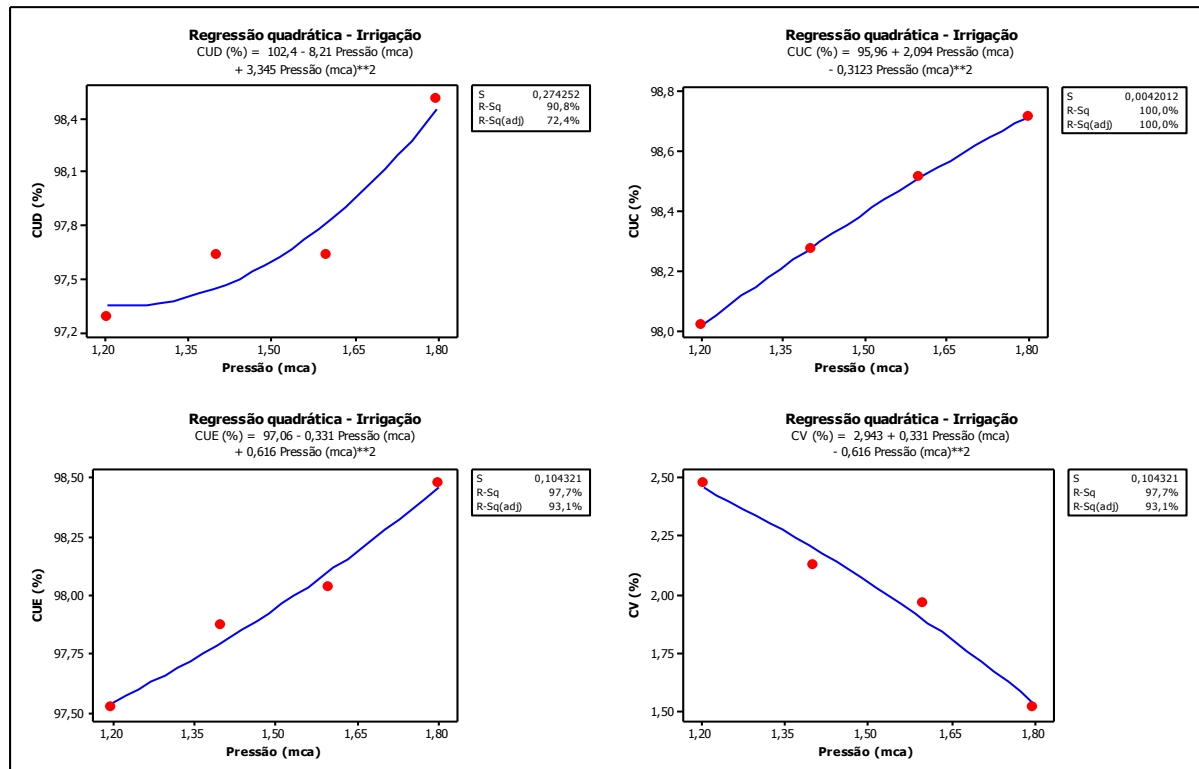 Regressão quadrática - Irrigação
CUD (%) = 102,4 - 8,21 Pressão (mca)
+ 3,345 Pressão (mca)**2
S 0,274252
R-Sq 90,8%
R-Sq(adj) 72,4%
98,4
98,1
97,8
97,5
97,2
CUD (%)
1,20 1,35 1,50 1,65 1,80
Pressão (mca)
Regressão quadrática - Irrigação
CUC (%) = 95,96 + 2,094 Pressão (mca)
- 0,3123 Pressão (mca)**2
S 0,0042012
R-Sq 100,0%
R-Sq(adj) 100,0%
98,8
98,6
98,4
98,2
98,0
CUC (%)
1,20 1,35 1,50 1,65 1,80
Pressão (mca)
Regressão quadrática - Irrigação
CUE (%) = 97,06 - 0,331 Pressão (mca)
+ 0,616 Pressão (mca)**2
S 0,104321
R-Sq 97,7%
R-Sq(adj) 93,1%
98,50
98,25
98,00
97,75
97,50
CUE (%)
1,20 1,35 1,50 1,65 1,80
Pressão (mca)
Regressão quadrática - Irrigação
CV (%) = 2,943 + 0,331 Pressão (mca)
- 0,616 Pressão (mca)**2
S 0,104321
R-Sq 97,7%
R-Sq(adj) 93,1%
2,50
2,25
2,00
1,75
1,50
CV (%)
1,20 1,35 1,50 1,65 1,80
Pressão (mca)